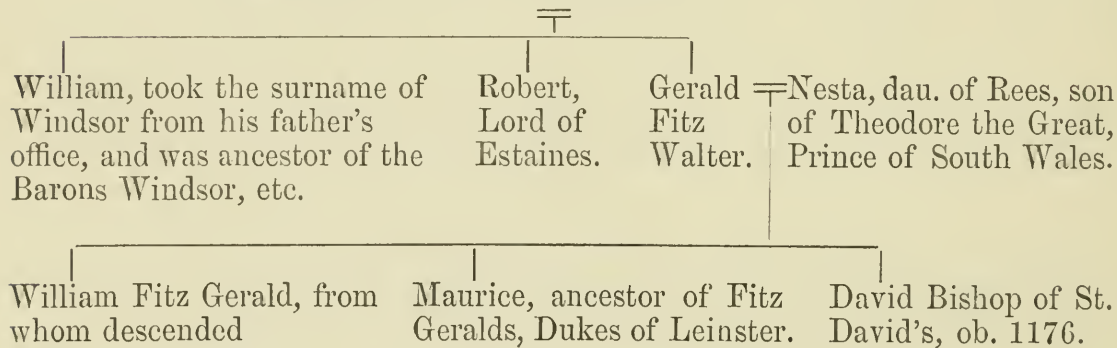 William, took the surname of
Windsor from his father's
office, and was ancestor of the
Barons Windsor, etc.
Robert,
Lord of
Estaines.
Gerald
Fitz
Walter.
Nesta, dau. of Rees, son
of Theodore the Great,
Prince of South Wales.
William Fitz Gerald, from
whom descended
Maurice, ancestor of Fitz
Geralds, Dukes of Leinster.
David Bishop of St.
David's, ob. 1176.